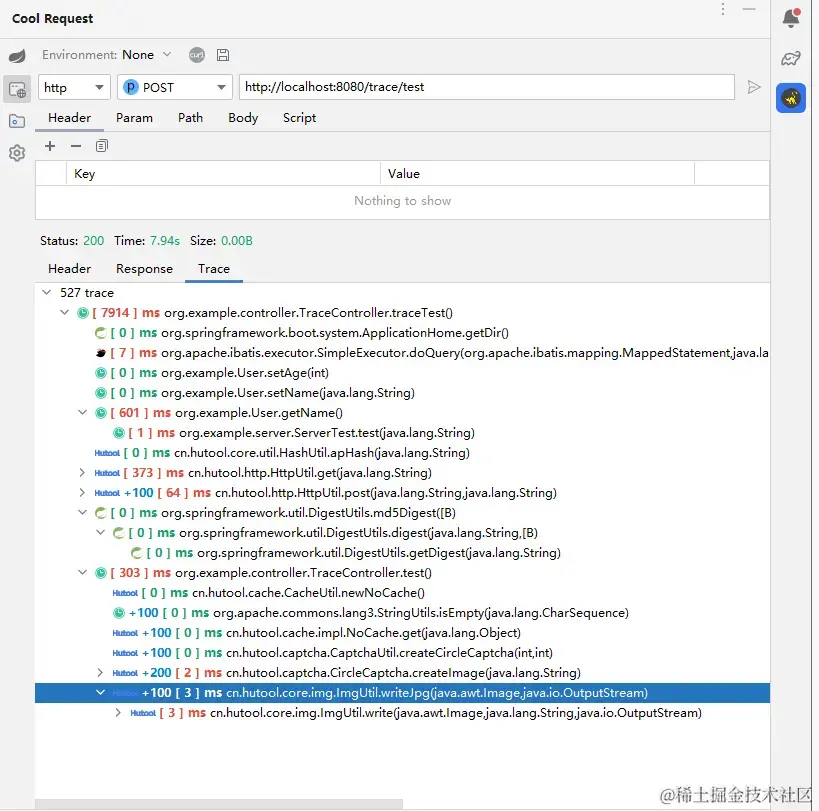 Cool Request
Environment: None curl
http POST http://localhost:8080/trace/test
Header Param Path Body Script
Key Value
Nothing to show
Status: 200 Time: 7.94s Size: 0.00B
Header Response Trace
527 trace
[ 7914 ] ms org.example.controller.TraceController.traceTest()
[ 0 ] ms org.springframework.boot.system.ApplicationHome.getDir()
[ 7 ] ms org.apache.ibatis.executor.SimpleExecutor.doQuery(org.apache.ibatis.mapping.MappedStatement,java.la
[ 0 ] ms org.example.User.setAge(int)
[ 0 ] ms org.example.User.setName(java.lang.String)
[ 601 ] ms org.example.User.getName()
[ 1 ] ms org.example.server.ServerTest.test(java.lang.String)
Hutool [ 0 ] ms cn.hutool.core.util.HashUtil.apHash(java.lang.String)
Hutool [ 373 ] ms cn.hutool.http.HttpUtil.get(java.lang.String)
Hutool +100 [ 64 ] ms cn.hutool.http.HttpUtil.post(java.lang.String,java.lang.String)
[ 0 ] ms org.springframework.util.DigestUtils.md5Digest([B)
[ 0 ] ms org.springframework.util.DigestUtils.digest(java.lang.String,[B)
[ 0 ] ms org.springframework.util.DigestUtils.getDigest(java.lang.String)
[ 303 ] ms org.example.controller.TraceController.test()
Hutool [ 0 ] ms cn.hutool.cache.CacheUtil.newNoCache()
+100 [ 0 ] ms org.apache.commons.lang3.StringUtils.isEmpty(java.lang.CharSequence)
Hutool +100 [ 0 ] ms cn.hutool.cache.impl.NoCache.get(java.lang.Object)
Hutool +100 [ 0 ] ms cn.hutool.captcha.CaptchaUtil.createCircleCaptcha(int,int)
Hutool +200 [ 2 ] ms cn.hutool.captcha.CircleCaptcha.createImage(java.lang.String)
Hutool +100 [ 3 ] ms cn.hutool.core.img.ImgUtil.writeJpg(java.awt.Image,java.io.OutputStream)
Hutool [ 3 ] ms cn.hutool.core.img.ImgUtil.write(java.awt.Image,java.lang.String,java.io.OutputStream)
@稀土掘金技术社区